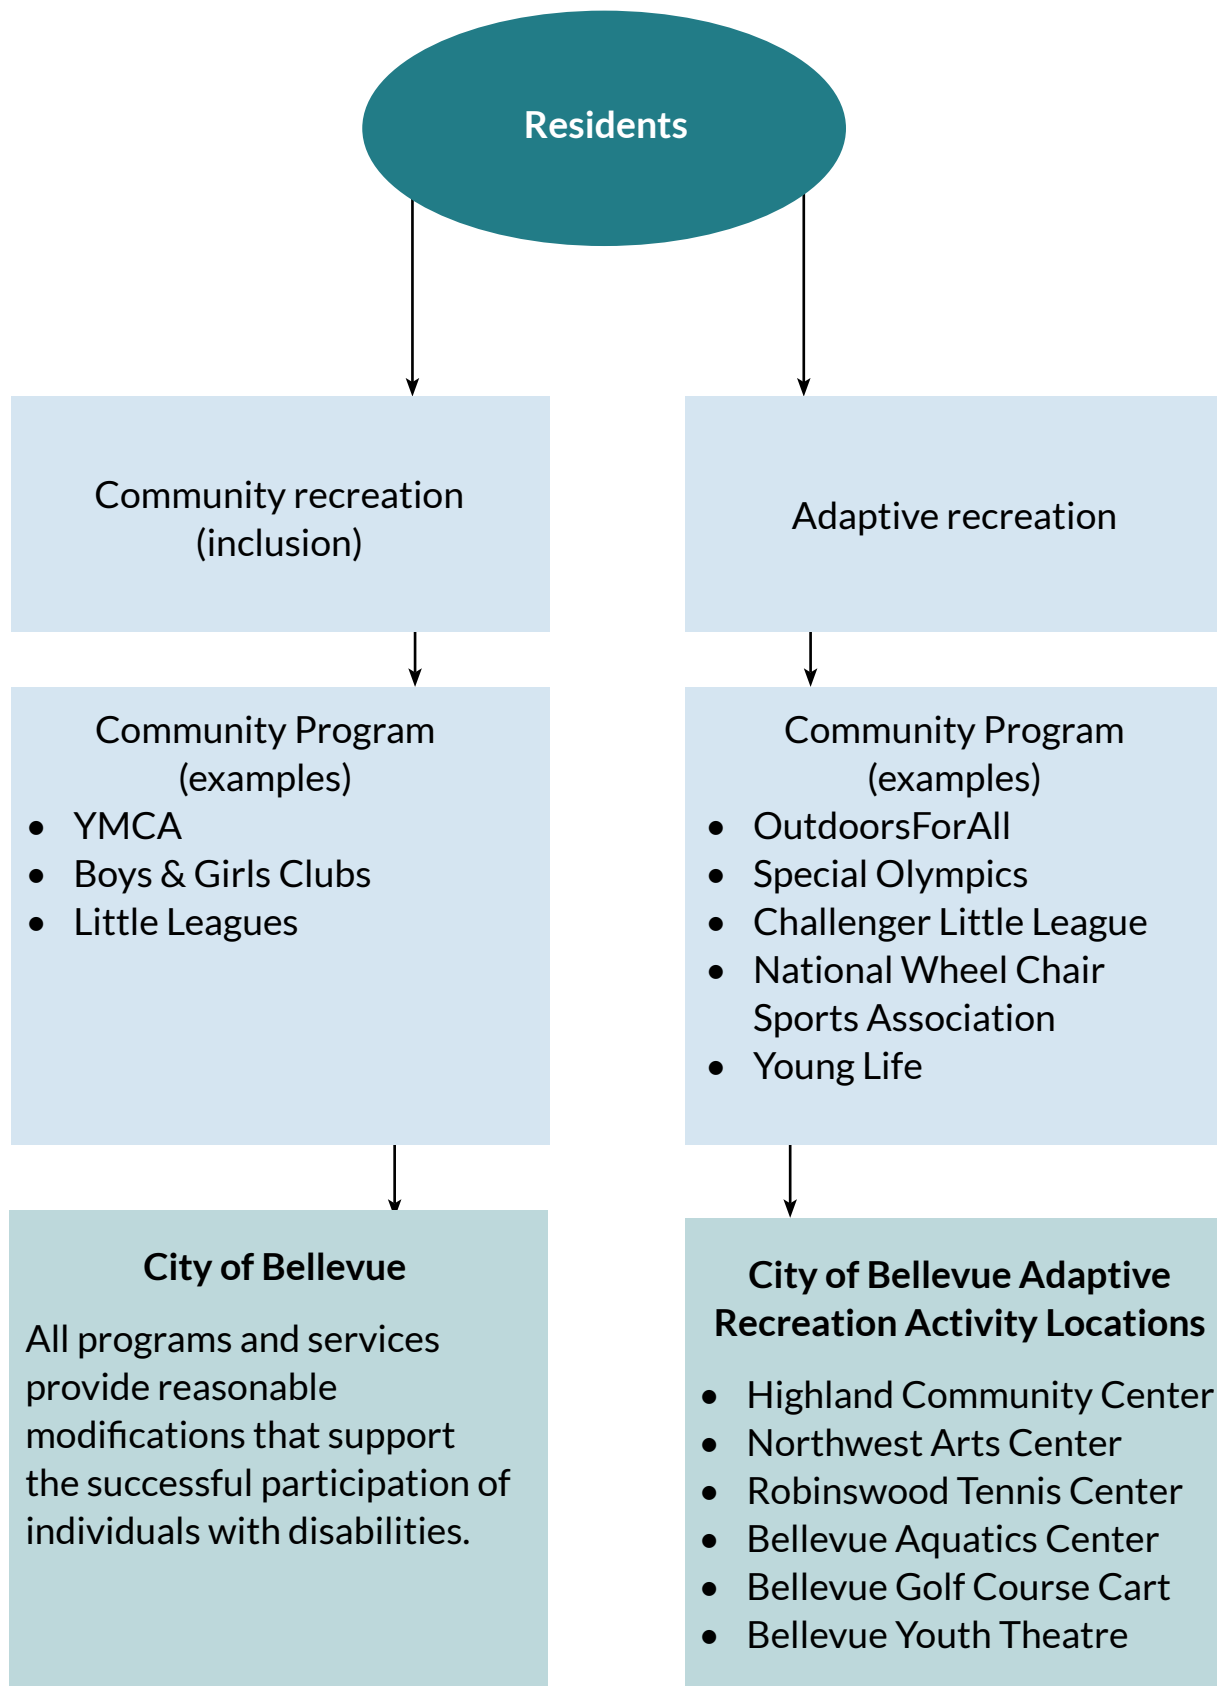 Residents
Community recreation
(inclusion)
Adaptive recreation
Community Program
(examples)
• YMCA
• Boys & Girls Clubs
• Little Leagues
Community Program
(examples)
• OutdoorsForAll
• Special Olympics
• Challenger Little League
• National Wheel Chair
Sports Association
• Young Life
City of Bellevue
All programs and services
provide reasonable
modifications that support
the successful participation of
individuals with disabilities.
City of Bellevue Adaptive
Recreation Activity Locations
• Highland Community Center
• Northwest Arts Center
• Robinswood Tennis Center
• Bellevue Aquatics Center
• Bellevue Golf Course Cart
• Bellevue Youth Theatre